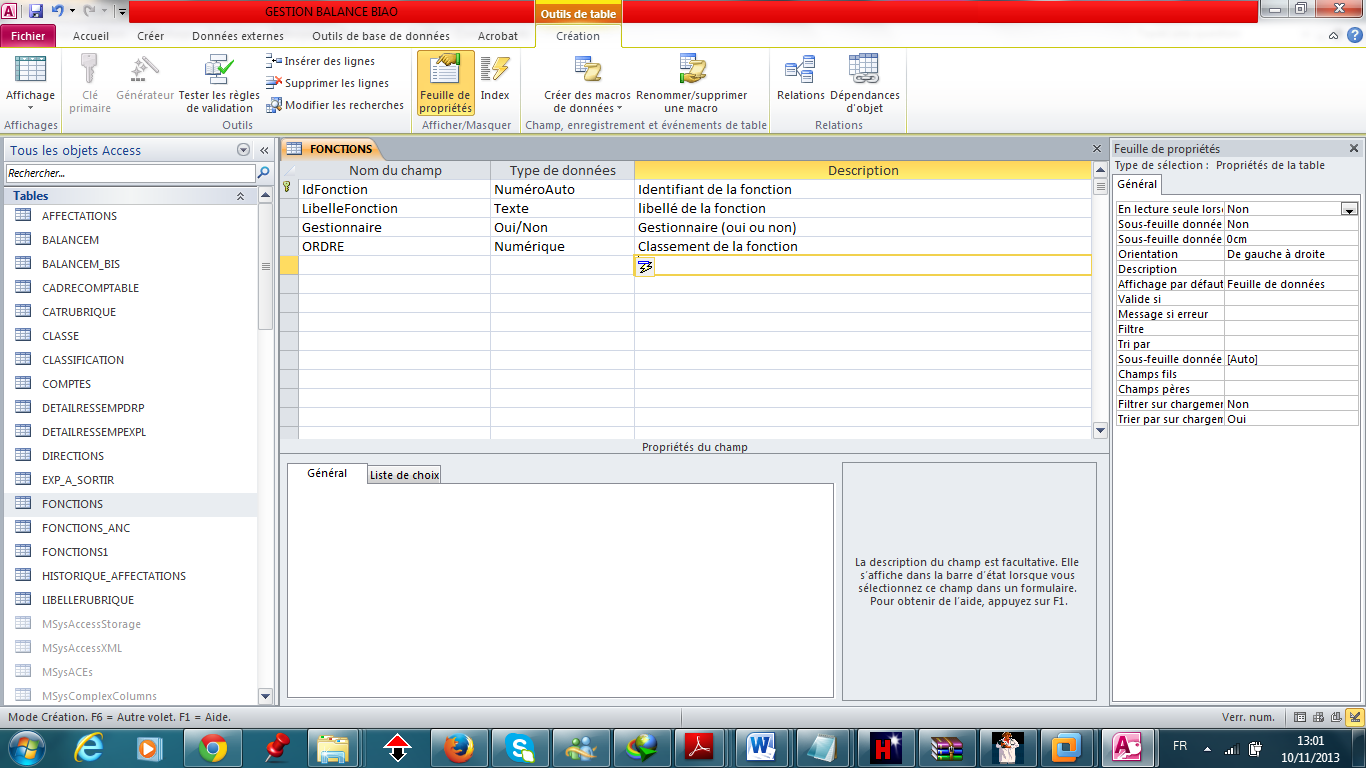 GESTION BALANCE BIAO
Outils de table
Fichier Accueil Créer Données externes Outils de base de données Acrobat Création
Affichage
Clé primaire
Générateur
Tester les règles de validation
Insérer des lignes
Supprimer les lignes
Modifier les recherches
Feuille de propriétés
Index
Créer des macros de données
Renommer/supprimer une macro
Relations
Dépendances d'objet
Affichages Outils Afficher/Masquer Champ, enregistrement et événements de table Relations
Tous les objets Access
Rechercher...
Tables
AFFECTATIONS
BALANCEM
BALANCEM_BIS
CADRECOMPTABLE
CATRUBRIQUE
CLASSE
CLASSIFICATION
COMPTES
DETAILRESSEMPDRP
DETAILRESSEMPEXPL
DIRECTIONS
EXP_A_SORTIR
FONCTIONS
FONCTIONS_ANC
FONCTIONS1
HISTORIQUE_AFFECTATIONS
LIBELLERUBRIQUE
MSysAccessStorage
MSysAccessXML
MSysACEs
MSysComplexColumns
FONCTIONS
Nom du champ Type de données Description
IdFonction NuméroAuto Identifiant de la fonction
LibelleFonction Texte libellé de la fonction
Gestionnaire Oui/Non Gestionnaire (oui ou non)
ORDRE Numérique Classement de la fonction
Propriétés du champ
Général Liste de choix
La description du champ est facultative. Elle
s'affiche dans la barre d'état lorsque vous
sélectionnez ce champ dans un formulaire.
Pour obtenir de l'aide, appuyez sur F1.
Feuille de propriétés
Type de sélection : Propriétés de la table
Général
En lecture seule lors Non
Sous-feuille donnée Non
Sous-feuille donnée 0cm
Orientation De gauche à droite
Description
Affichage par défaut Feuille de données
Valide si
Message si erreur
Filtre
Tri par
Sous-feuille donnée [Auto]
Champs fils
Champs pères
Filtrer sur chargemer Non
Trier par sur chargem Oui
Mode Création. F6 = Autre volet. F1 = Aide.
Verr. num.
FR
13:01
10/11/2013